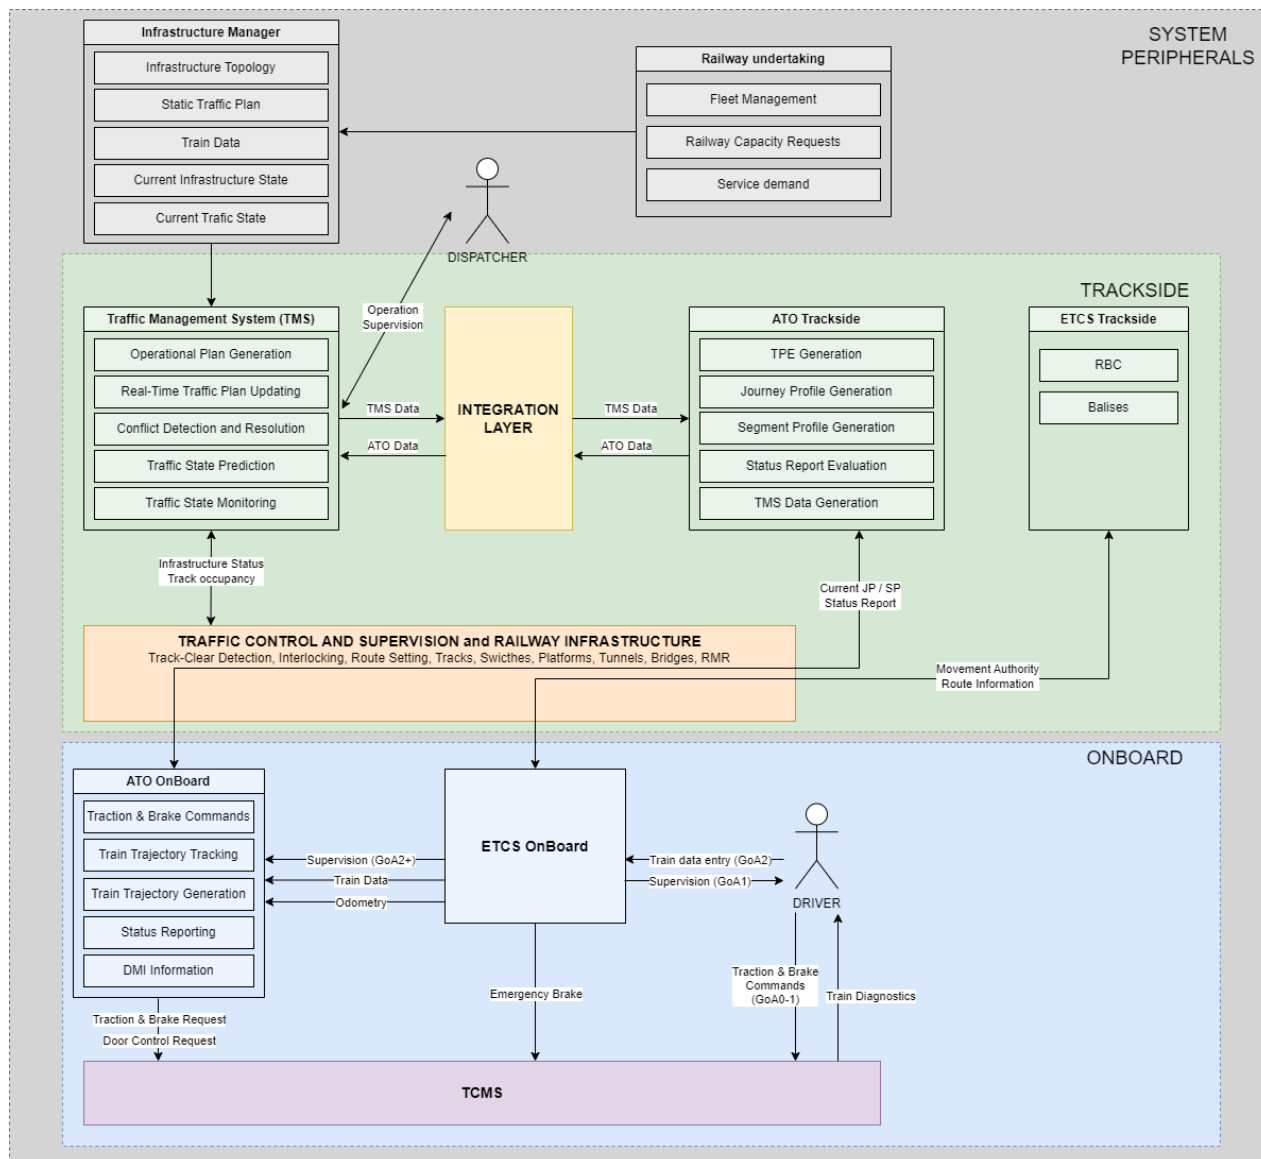 SYSTEM
PERIPHERALS
Infrastructure Manager
Infrastructure Topology
Static Traffic Plan
Train Data
Current Infrastructure State
Current Trafic State
Railway undertaking
Fleet Management
Railway Capacity Requests
Service demand
DISPATCHER
Operation
Supervision
TRACKSIDE
Traffic Management System (TMS)
Operational Plan Generation
Real-Time Traffic Plan Updating
Conflict Detection and Resolution
Traffic State Prediction
Traffic State Monitoring
TMS Data
ATO Data
INTEGRATION
LAYER
TMS Data
ATO Data
ATO Trackside
TPE Generation
Journey Profile Generation
Segment Profile Generation
Status Report Evaluation
TMS Data Generation
ETCS Trackside
RBC
Balises
Infrastructure Status
Track occupancy
Current JP / SP
Status Report
TRAFFIC CONTROL AND SUPERVISION and RAILWAY INFRASTRUCTURE
Track-Clear Detection, Interlocking, Route Setting, Tracks, Swicthes, Platforms, Tunnels, Bridges, RMR
Movement Authority
Route Information
ONBOARD
ATO OnBoard
Traction & Brake Commands
Train Trajectory Tracking
Train Trajectory Generation
Status Reporting
DMI Information
Supervision (GoA2+)
Train Data
Odometry
ETCS OnBoard
Train data entry (GoA2)
Supervision (GoA1)
DRIVER
Traction & Brake
Commands
(GoA0-1)
Train Diagnostics
Emergency Brake
Traction & Brake Request
Door Control Request
TCMS